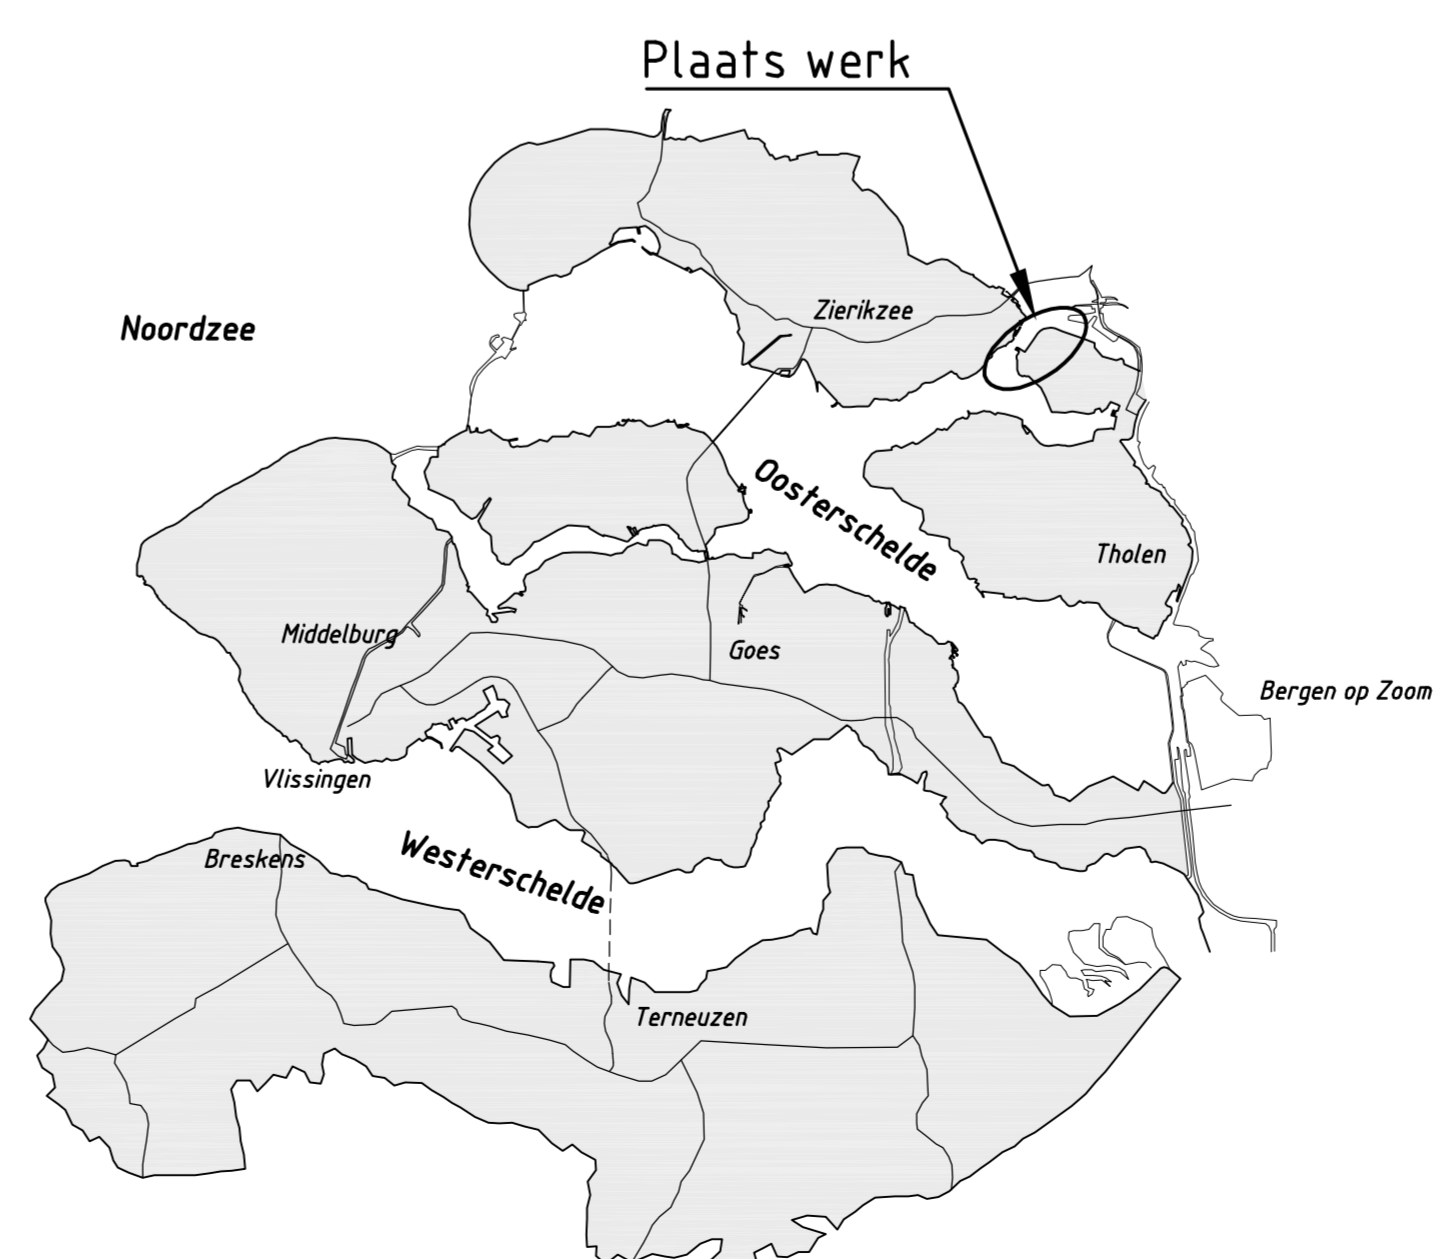 Plaats werk
Zierikzee
Noordzee
Oosterschelde
Tholen
Middelburg
Goes
Bergen op Zoom
Vlissingen
Westerschelde
Breskens
Terneuzen